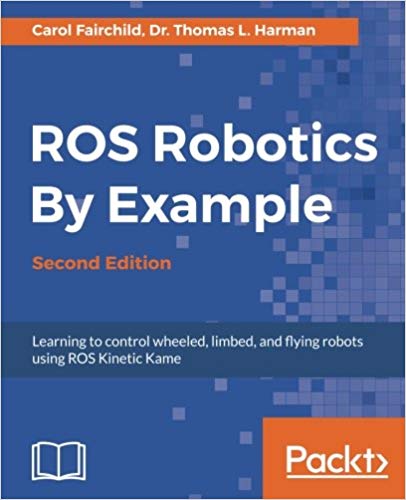 Carol Fairchild, Dr. Thomas L. Harman
ROS Robotics
By Example
Second Edition
Learning to control wheeled, limbed, and flying robots
using ROS Kinetic Kame
Packt>